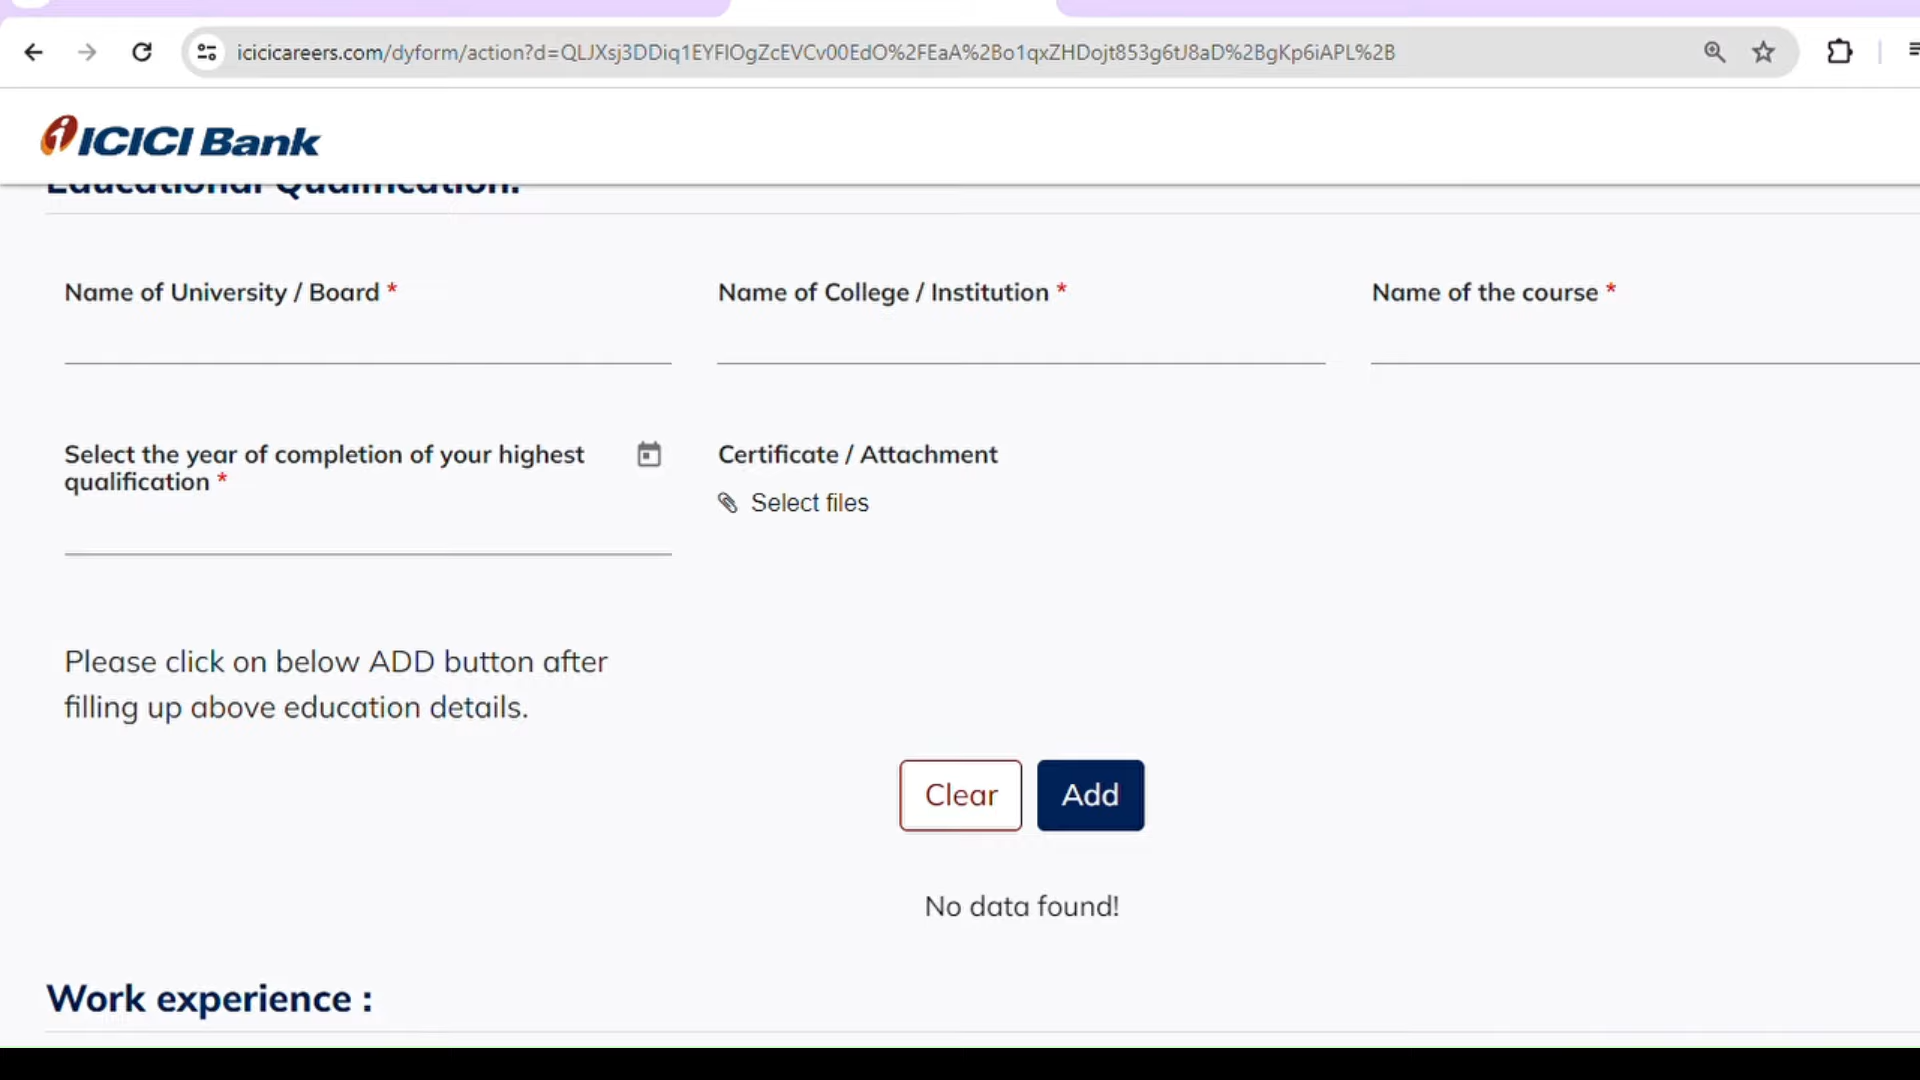 icicicareers.com/dyform/action?d=QLJXsj3DDiq1EYFIOgZcEVCv00EdO%2FEaA%2Bo1qxZHDojt853g6tJ8aD%2BgKp6iAPL%2B
ICICI Bank
Educational Qualification:
Name of University / Board * Name of College / Institution * Name of the course *
Select the year of completion of your highest
qualification *
Certificate / Attachment
Select files
Please click on below ADD button after
filling up above education details.
Clear Add
No data found!
Work experience :